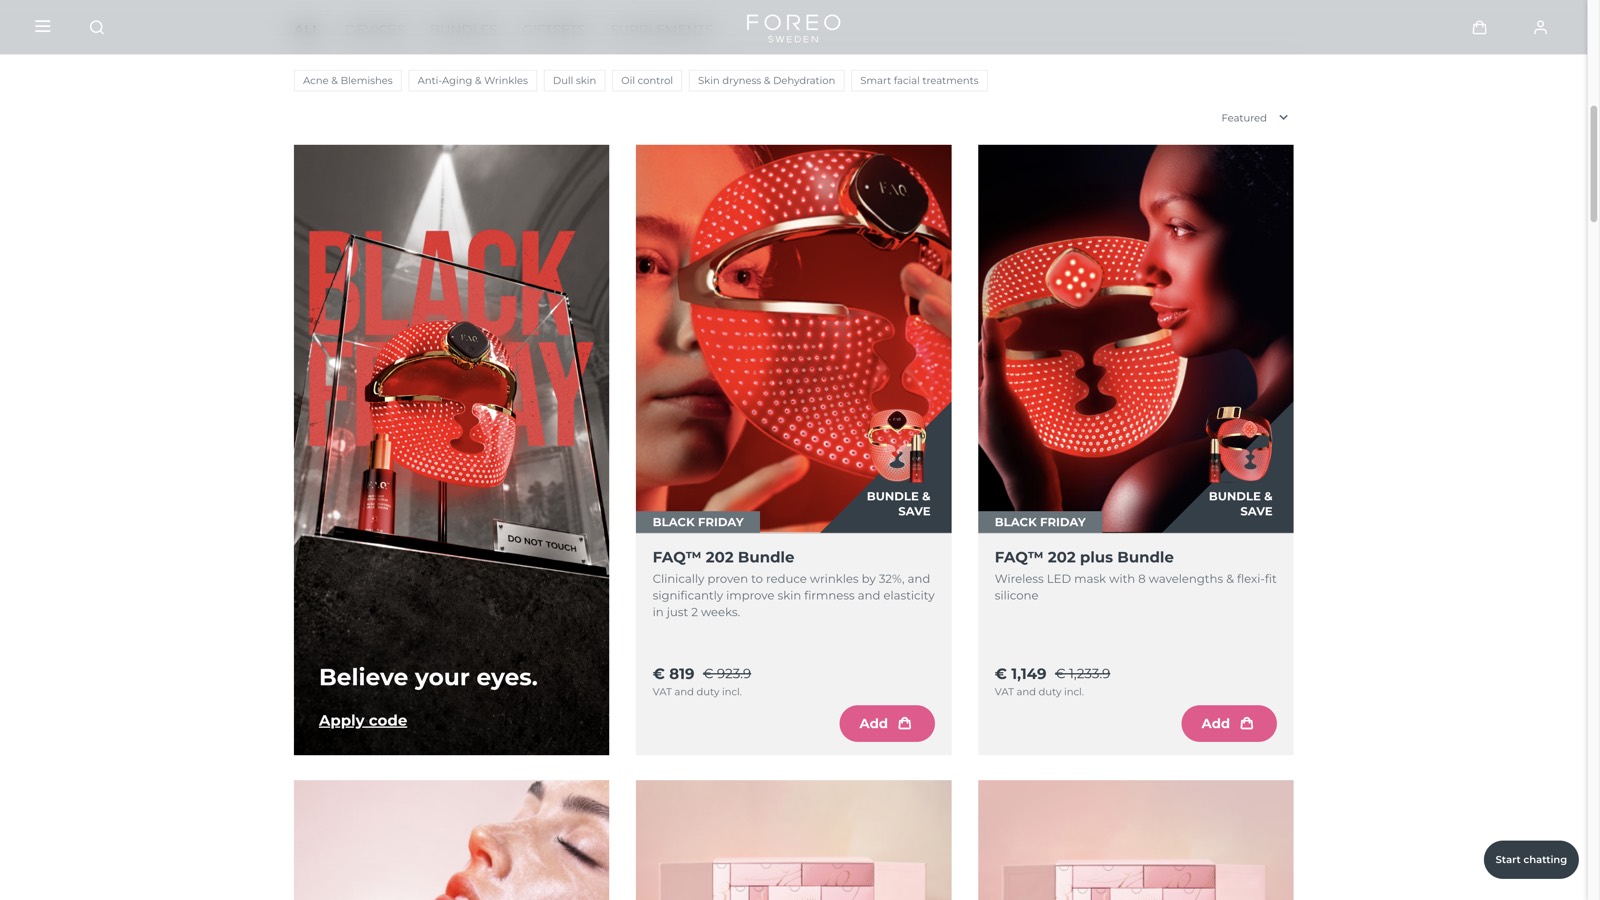 FOREO
SWEDEN
Acne & Blemishes
Anti-Aging & Wrinkles
Dull skin
Oil control
Skin dryness & Dehydration
Smart facial treatments
Featured
BLACK
FAQ
FAQ
DO NOT TOUCH
Believe your eyes.
Apply code
FAQ
BUNDLE &
SAVE
BLACK FRIDAY
FAQ™ 202 Bundle
Clinically proven to reduce wrinkles by 32%, and
significantly improve skin firmness and elasticity
in just 2 weeks.
€ 819 € 923.9
VAT and duty incl.
Add
BUNDLE &
SAVE
BLACK FRIDAY
FAQ™ 202 plus Bundle
Wireless LED mask with 8 wavelengths & flexi-fit
silicone
€ 1,149 € 1,233.9
VAT and duty incl.
Add
Start chatting